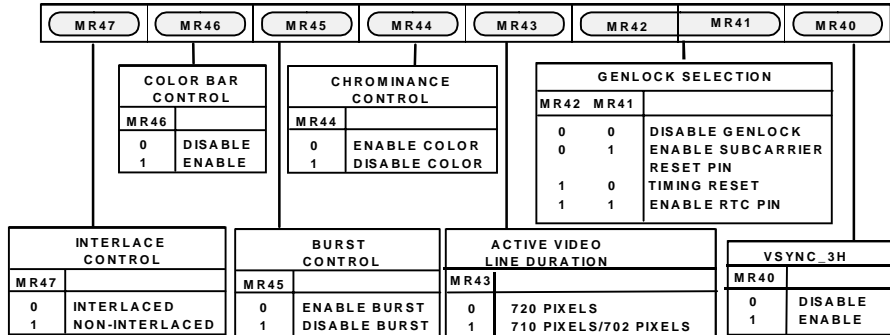 MR47 MR46 MR45 MR44 MR43 MR42 MR41 MR40
COLOR BAR
CONTROL
MR46
0 DISABLE
1 ENABLE
CHROMINANCE
CONTROL
MR44
0 ENABLE COLOR
1 DISABLE COLOR
GENLOCK SELECTION
MR42 MR41
0 0 DISABLE GENLOCK
0 1 ENABLE SUBCARRIER
RESET PIN
1 0 TIMING RESET
1 1 ENABLE RTC PIN
INTERLACE
CONTROL
MR47
0 INTERLACED
1 NON-INTERLACED
BURST
CONTROL
MR45
0 ENABLE BURST
1 DISABLE BURST
ACTIVE VIDEO
LINE DURATION
MR43
0 720 PIXELS
1 710 PIXELS/702 PIXELS
VSYNC_3H
MR40
0 DISABLE
1 ENABLE